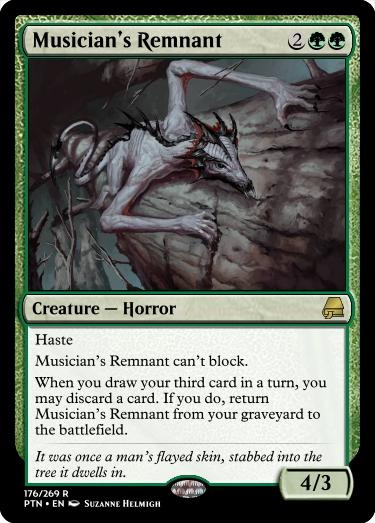 Musician's Remnant 2
Creature — Horror
Haste
Musician's Remnant can't block.
When you draw your third card in a turn, you
may discard a card. If you do, return
Musician's Remnant from your graveyard to
the battlefield.
It was once a man's flayed skin, stabbed into the
tree it dwells in.
4/3
176/269 R
PTN • EN Suzanne Helmigh